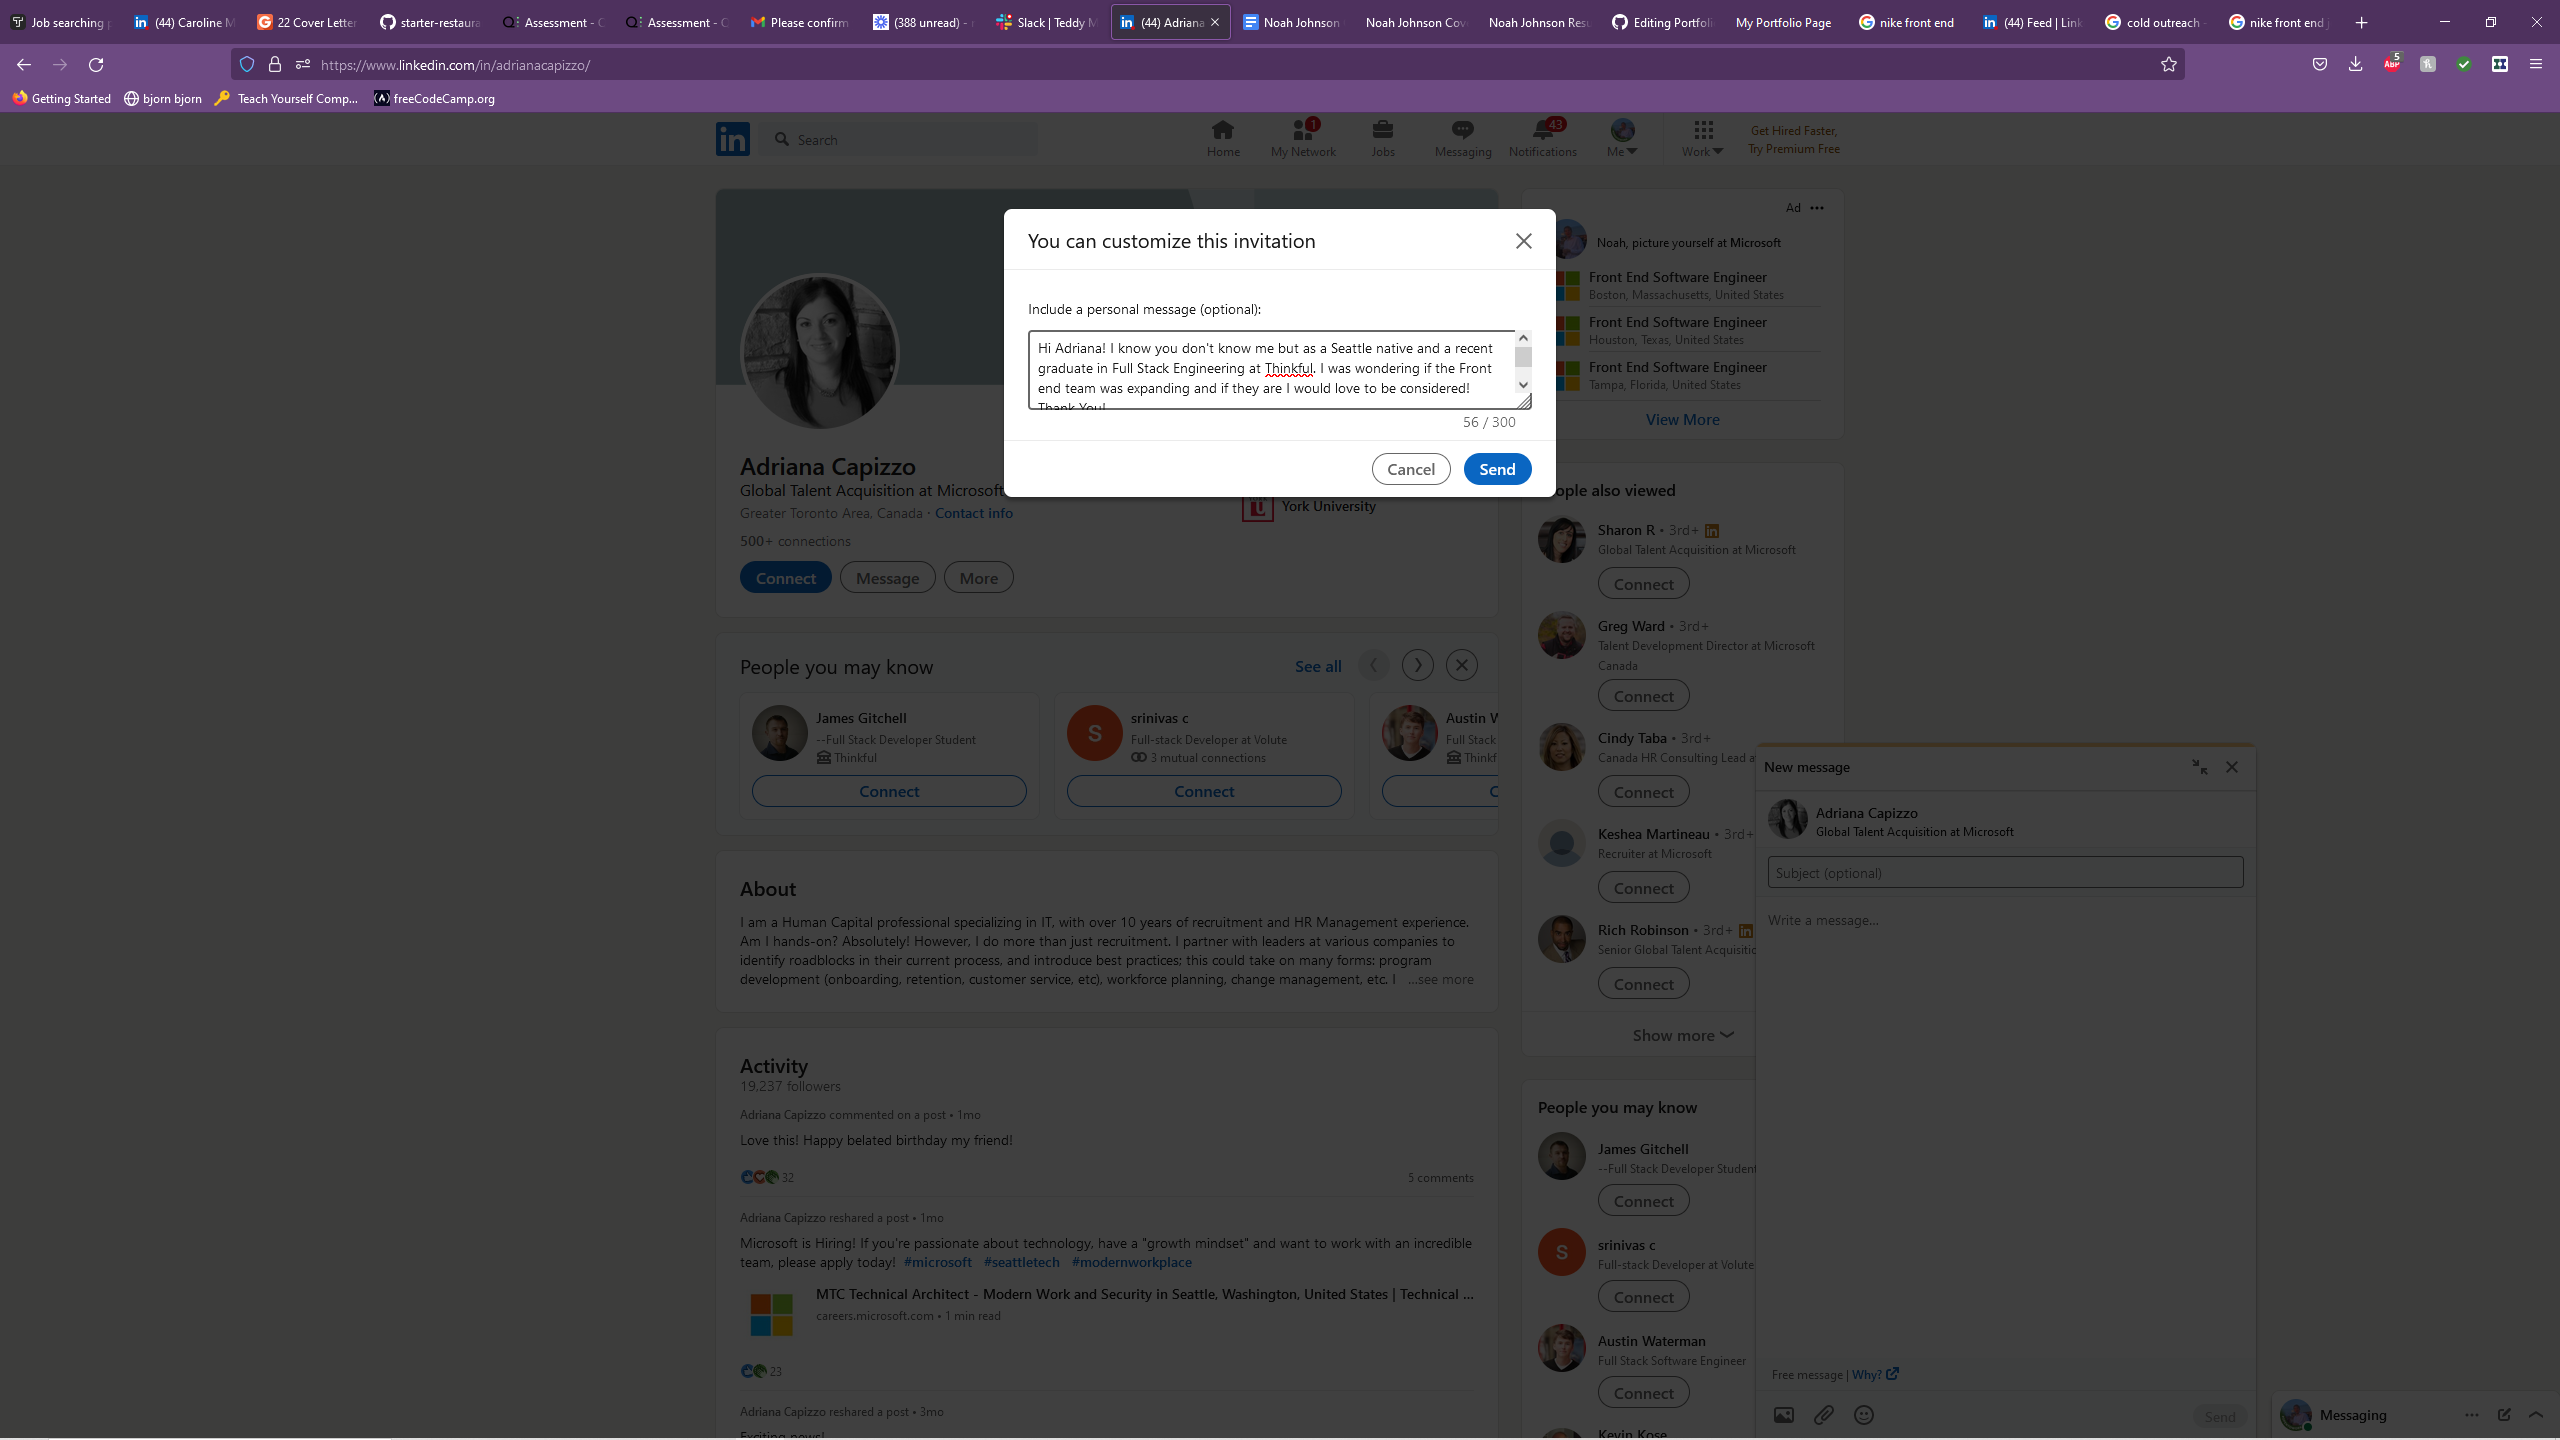 Job searching
(44) Caroline M
22 Cover Letter
starter-restaura
Assessment - C
Assessment - C
Please confirm
(388 unread) -
Slack | Teddy M
(44) Adriana
Noah Johnson
Noah Johnson Cov
Noah Johnson Resu
Editing Portfoli
My Portfolio Page
nike front end
(44) Feed | Link
cold outreach -
nike front end j
https://www.linkedin.com/in/adrianacapizzo/
5
ABP
Getting Started
bjorn bjorn
Teach Yourself Comp...
freeCodeCamp.org
in
Search
Home
1
My Network
Jobs
Messaging
43
Notifications
Me
Work
Get Hired Faster,
Try Premium Free
You can customize this invitation
Include a personal message (optional):
Hi Adriana! I know you don't know me but as a Seattle native and a recent
graduate in Full Stack Engineering at Thinkful. I was wondering if the Front
end team was expanding and if they are I would love to be considered!
Thank You!
56 / 300
Cancel
Send
Adriana Capizzo
Global Talent Acquisition at Microsoft
Greater Toronto Area, Canada · Contact info
500+ connections
York University
Connect
Message
More
People you may know
See all
James Gitchell
--Full Stack Developer Student
Thinkful
Connect
S
srinivas c
Full-stack Developer at Volute
3 mutual connections
Connect
Austin W
Full Stack
Thinkf
C
About
I am a Human Capital professional specializing in IT, with over 10 years of recruitment and HR Management experience.
Am I hands-on? Absolutely! However, I do more than just recruitment. I partner with leaders at various companies to
identify roadblocks in their current process, and introduce best practices; this could take on many forms: program
development (onboarding, retention, customer service, etc), workforce planning, change management, etc. I ...see more
Activity
19,237 followers
Adriana Capizzo commented on a post • 1mo
Love this! Happy belated birthday my friend!
32
5 comments
Adriana Capizzo reshared a post • 1mo
Microsoft is Hiring! If you're passionate about technology, have a "growth mindset" and want to work with an incredible
team, please apply today! #microsoft #seattletech #modernworkplace
MTC Technical Architect - Modern Work and Security in Seattle, Washington, United States | Technical ...
careers.microsoft.com • 1 min read
23
Adriana Capizzo reshared a post • 3mo
Exciting news!
Ad
Noah, picture yourself at Microsoft
Front End Software Engineer
Boston, Massachusetts, United States
Front End Software Engineer
Houston, Texas, United States
Front End Software Engineer
Tampa, Florida, United States
View More
ople also viewed
Sharon R • 3rd+
Global Talent Acquisition at Microsoft
Connect
Greg Ward • 3rd+
Talent Development Director at Microsoft
Canada
Connect
Cindy Taba • 3rd+
Canada HR Consulting Lead a
Connect
Keshea Martineau • 3rd+
Recruiter at Microsoft
Connect
Rich Robinson • 3rd+
Senior Global Talent Acquisitic
Connect
Show more
People you may know
James Gitchell
--Full Stack Developer Student
Connect
S
srinivas c
Full-stack Developer at Volute
Connect
Austin Waterman
Full Stack Software Engineer
Connect
Kevin Kose
New message
Adriana Capizzo
Global Talent Acquisition at Microsoft
Subject (optional)
Write a message...
Free message | Why?
Send
Messaging